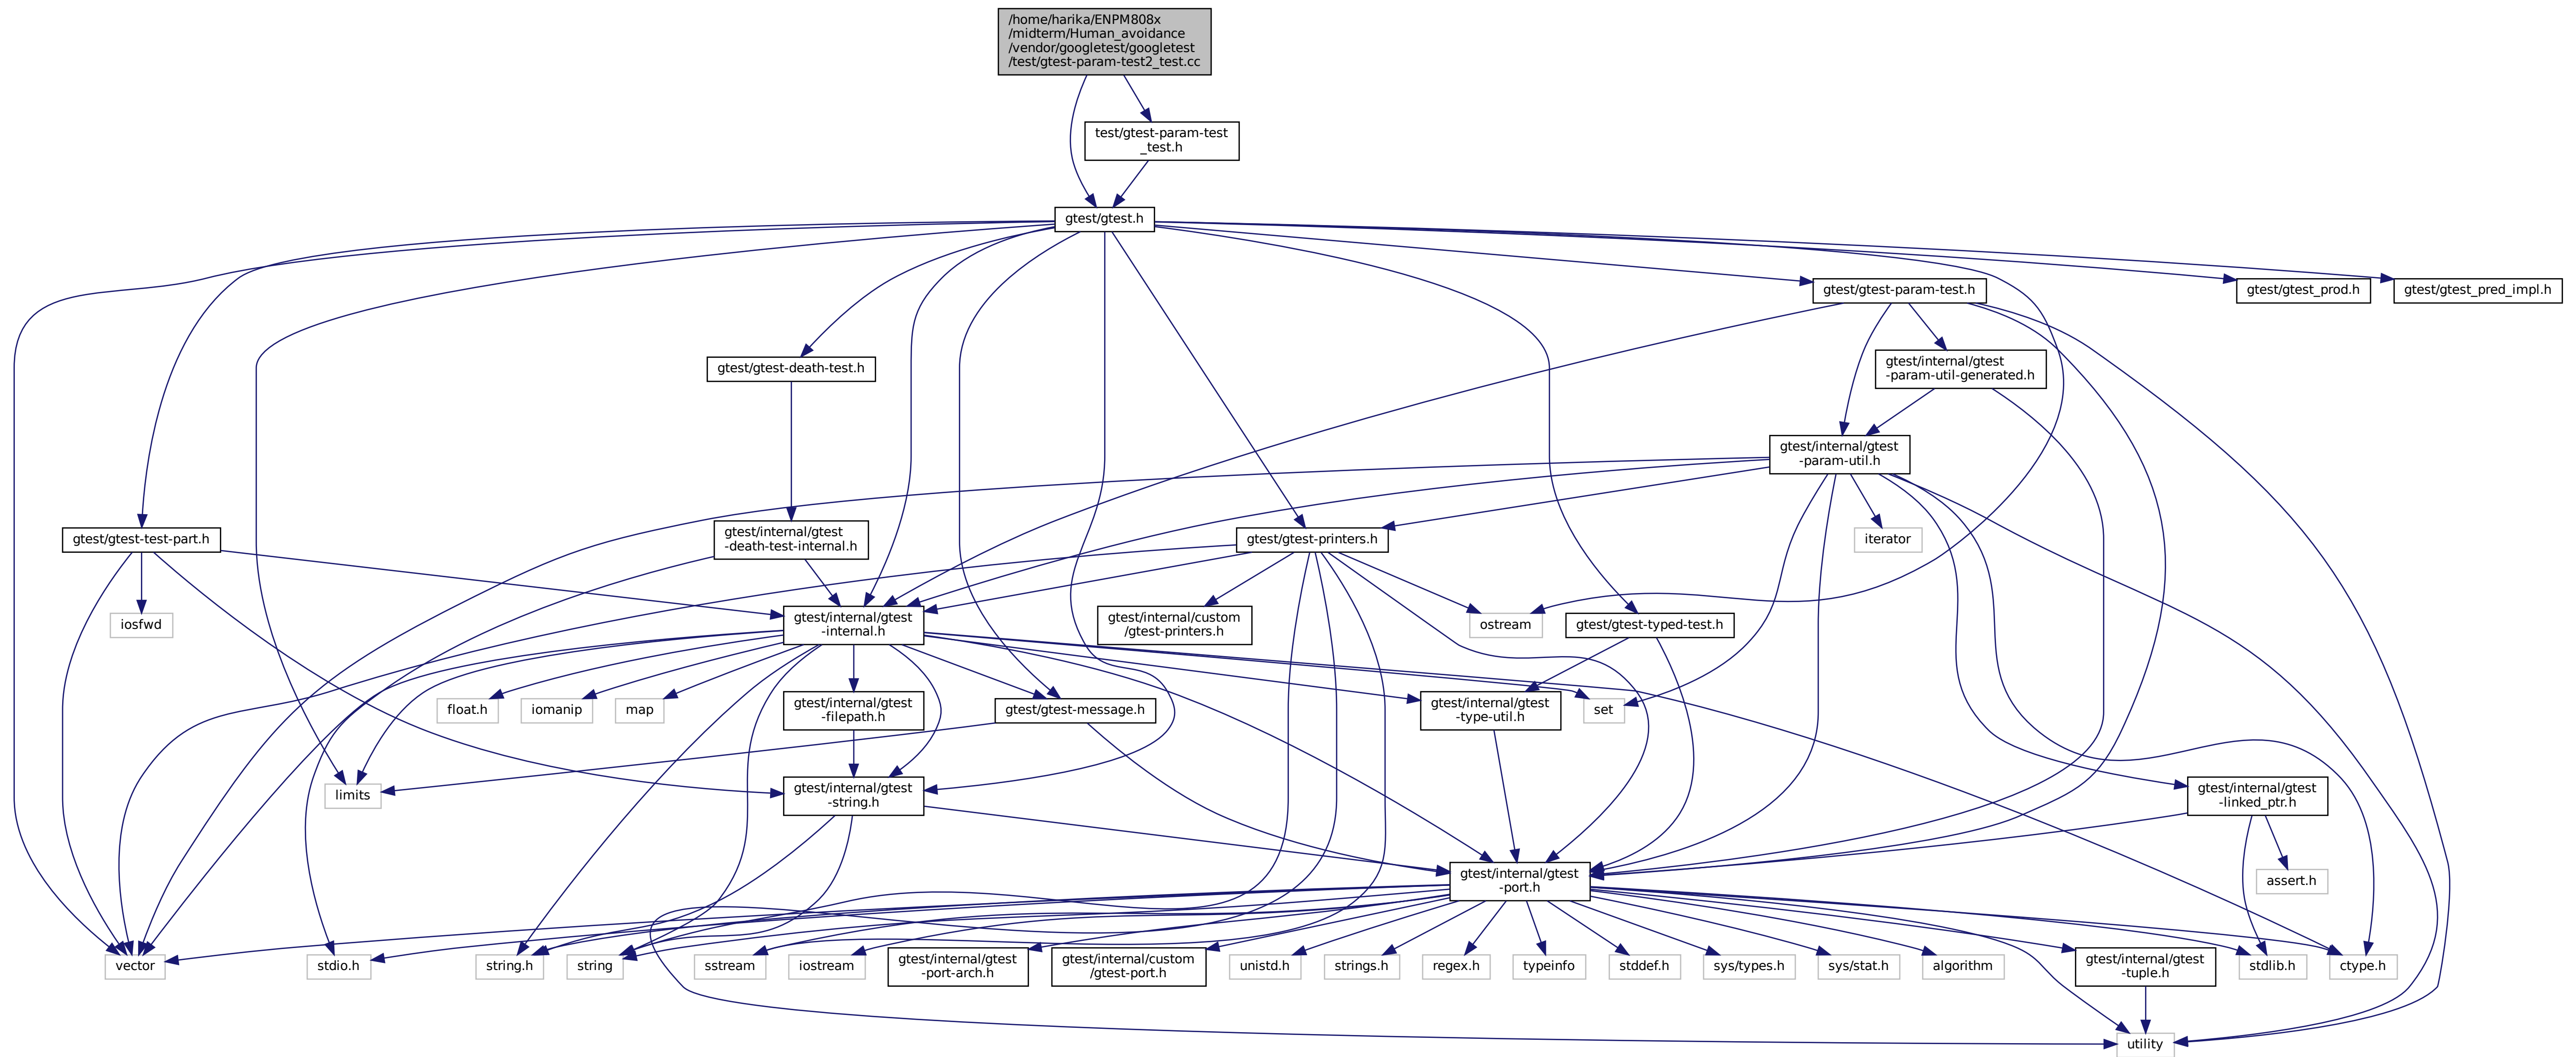 /home/harika/ENPM808x
/midterm/Human_avoidance
/vendor/googletest/googletest
/test/gtest-param-test2_test.cc
test/gtest-param-test
_test.h
gtest/gtest.h
gtest/gtest-param-test.h
gtest/gtest_prod.h
gtest/gtest_pred_impl.h
gtest/gtest-death-test.h
gtest/internal/gtest
-param-util-generated.h
gtest/internal/gtest
-param-util.h
gtest/gtest-test-part.h
gtest/internal/gtest
-death-test-internal.h
gtest/gtest-printers.h
iterator
iosfwd
gtest/internal/gtest
-internal.h
gtest/internal/custom
/gtest-printers.h
ostream
gtest/gtest-typed-test.h
float.h
iomanip
map
gtest/internal/gtest
-filepath.h
gtest/gtest-message.h
gtest/internal/gtest
-type-util.h
set
limits
gtest/internal/gtest
-string.h
gtest/internal/gtest
-linked_ptr.h
gtest/internal/gtest
-port.h
assert.h
vector
stdio.h
string.h
string
sstream
iostream
gtest/internal/gtest
-port-arch.h
gtest/internal/custom
/gtest-port.h
unistd.h
strings.h
regex.h
typeinfo
stddef.h
sys/types.h
sys/stat.h
algorithm
gtest/internal/gtest
-tuple.h
stdlib.h
ctype.h
utility